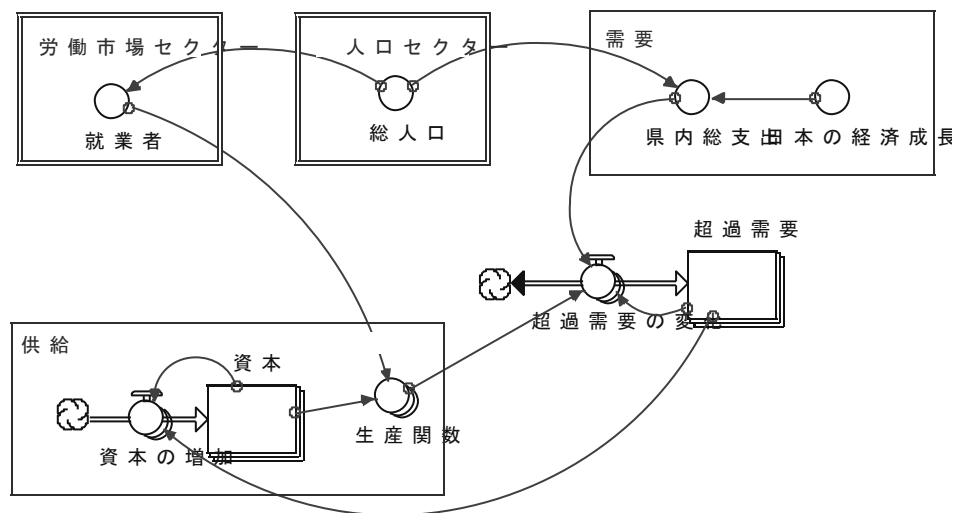 労働市場セクター
人口セクター
需要
就業者
総人口
県内総支出
日本の経済成長
超過需要
超過需要の変化
供給
資本
生産関数
資本の増加